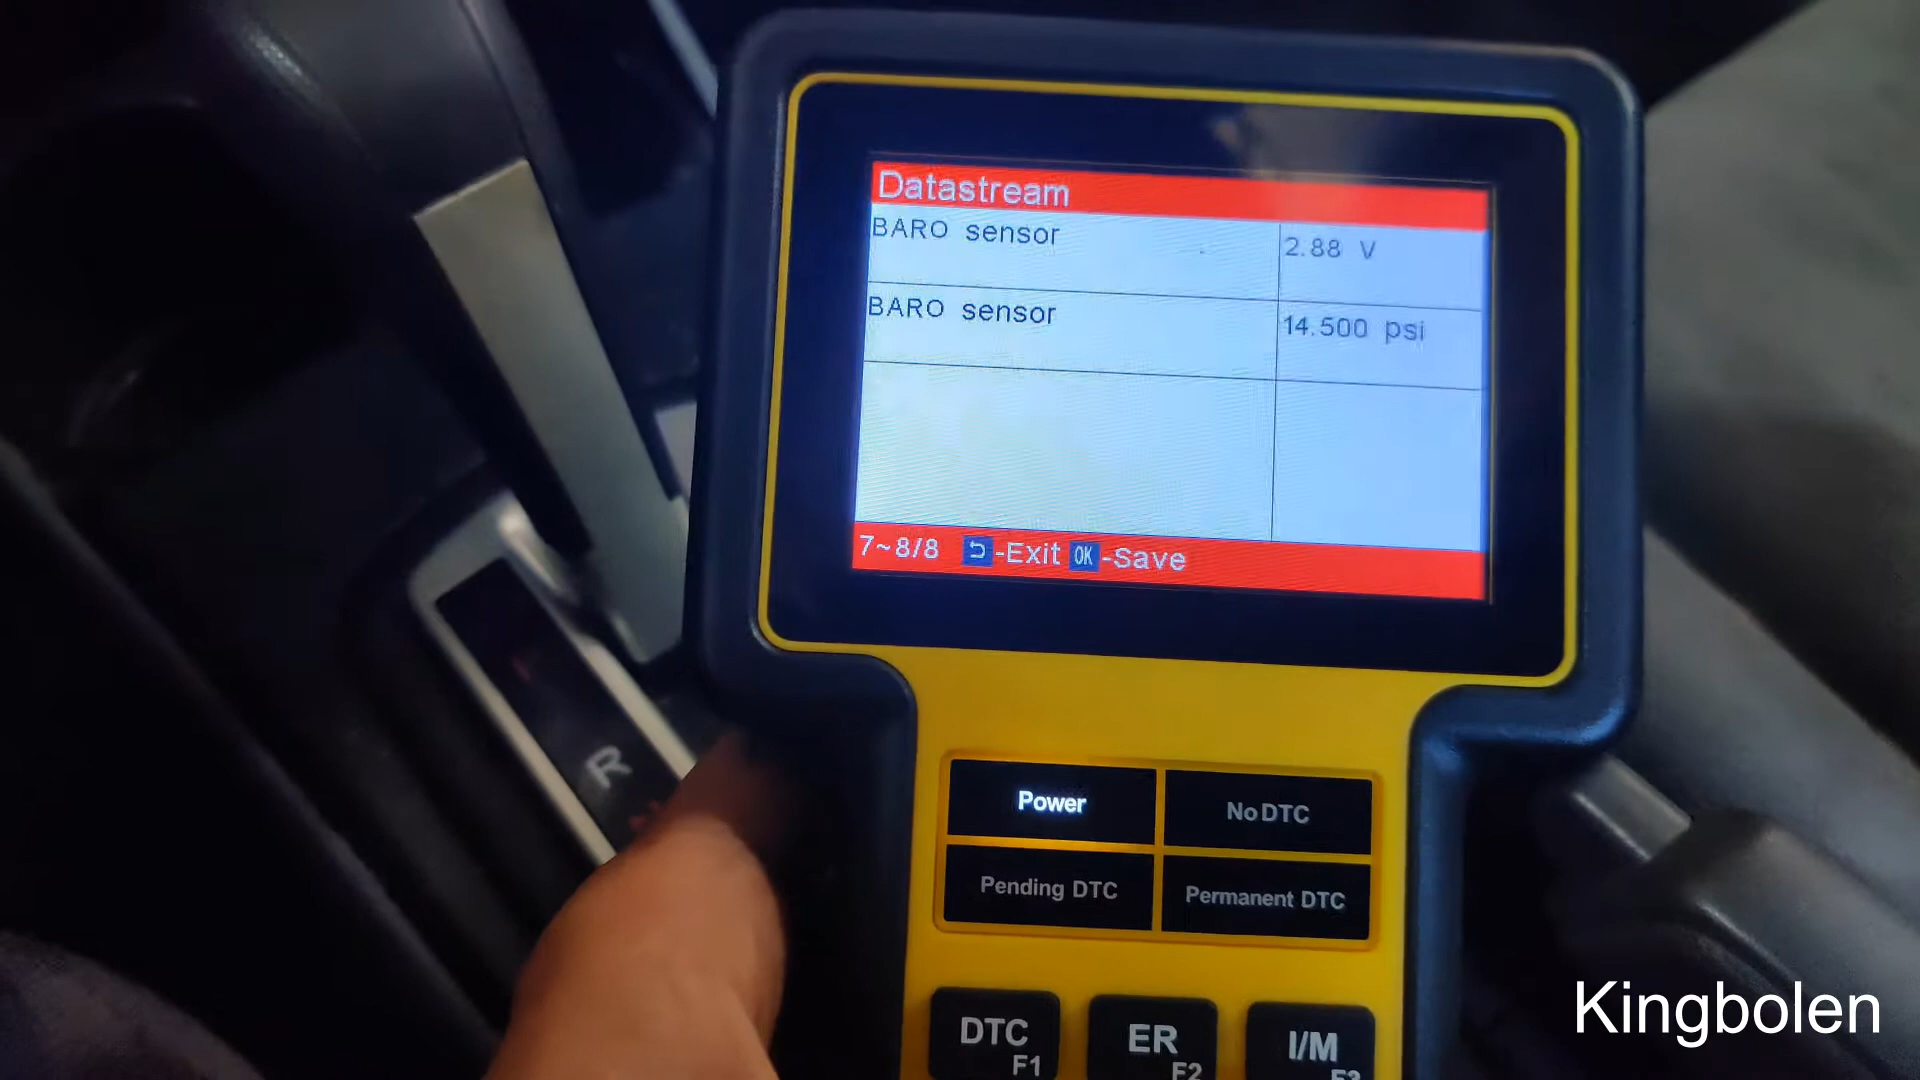 Datastream
BARO sensor 2.88 V
BARO sensor 14.500 psi
7~8/8 -Exit OK -Save
R
Power
No DTC
Pending DTC
Permanent DTC
DTC F1
ER F2
I/M F3
Kingbolen